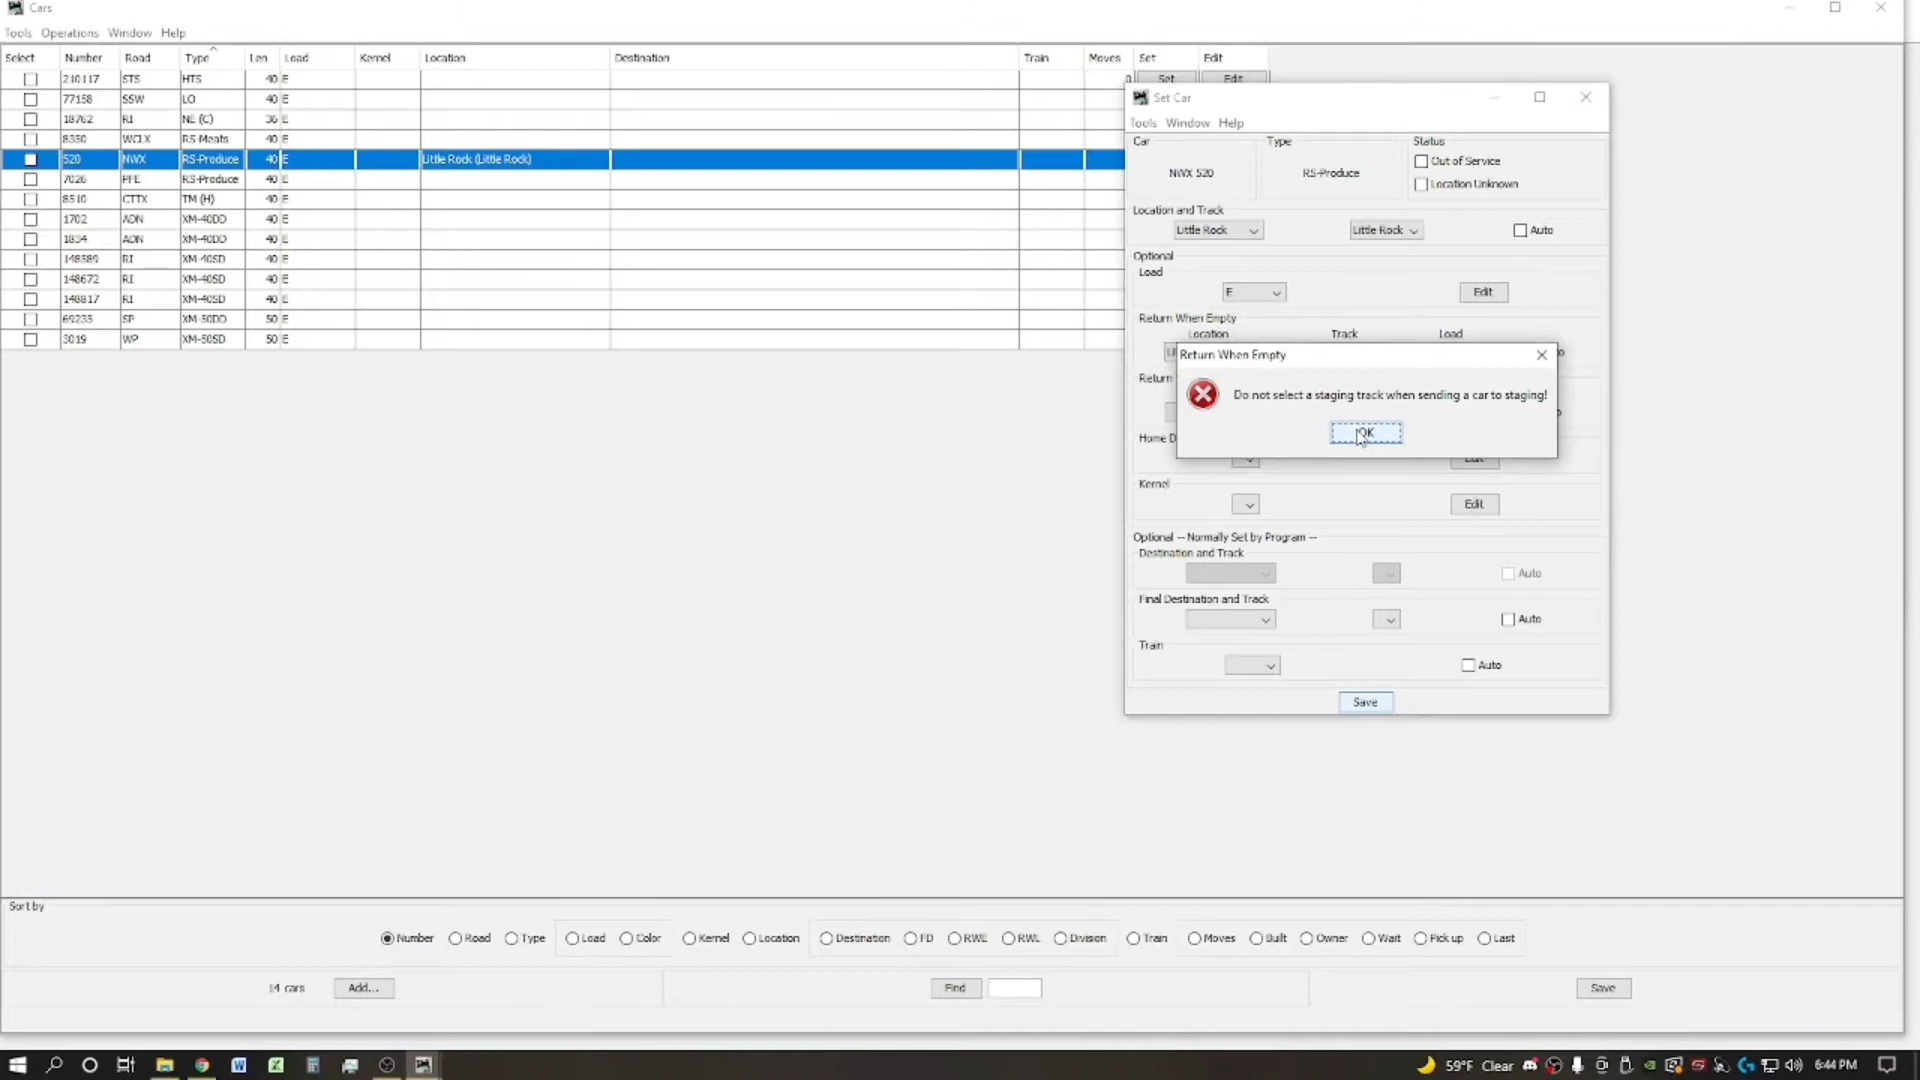 Cars
Tools Operations Window Help
Select Number Road Type Len Load Kernel Location Destination Train Moves Set Edit
210117 STS HTS 40 E 0 Set Edit
77158 SSW LO 40 E
18762 RI NE (C) 36 E
8350 WCLX RS-Meats 40 E
520 NWX RS-Produce 40 E Little Rock (Little Rock)
7026 PFE RS-Produce 40 E
8510 CTTX TM (H) 40 E
1702 ADN XM-40DD 40 E
1834 ADN XM-40DD 40 E
148589 RI XM-40SD 40 E
148672 RI XM-40SD 40 E
148817 RI XM-40SD 40 E
69235 SP XM-50DD 50 E
3019 WP XM-50SD 50 E
Set Car
Tools Window Help
Car Type Status
NWX 520 RS-Produce Out of Service
Location Unknown
Location and Track
Little Rock Little Rock Auto
Optional
Load
E Edit
Return When Empty
Location Track Load
Return When Empty
Do not select a staging track when sending a car to staging!
OK
Return
Home D
Edit
Kernel
Edit
Optional -- Normally Set by Program --
Destination and Track
Auto
Final Destination and Track
Auto
Train
Auto
Save
Sort by
Number Road Type Load Color Kernel Location Destination FD RWE RWL Division Train Moves Built Owner Wait Pick up Last
14 cars Add... Find Save
59°F Clear 6:44 PM